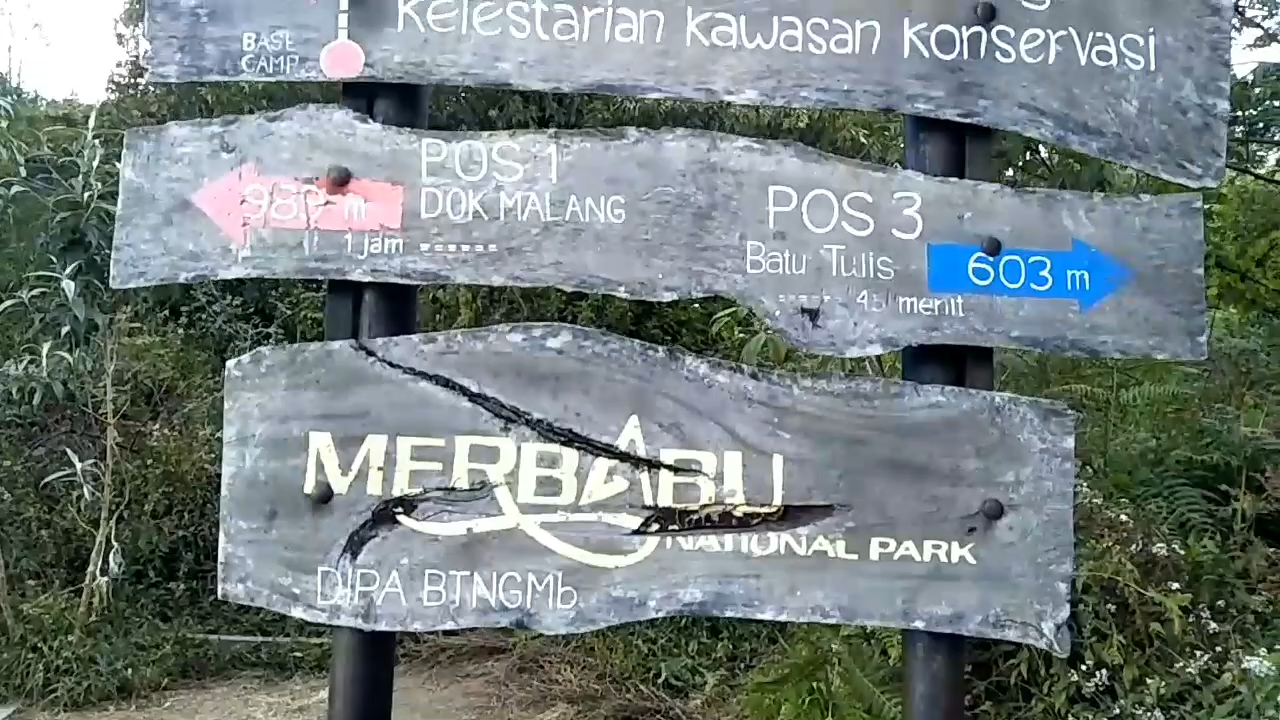 BASE
CAMP
Kelestarian kawasan konservasi
POS 1
DOK MALANG
m
1 jam
POS 3
Batu Tulis
603 m
menit
MERBABU
NATIONAL PARK
DIPA BTNGMb